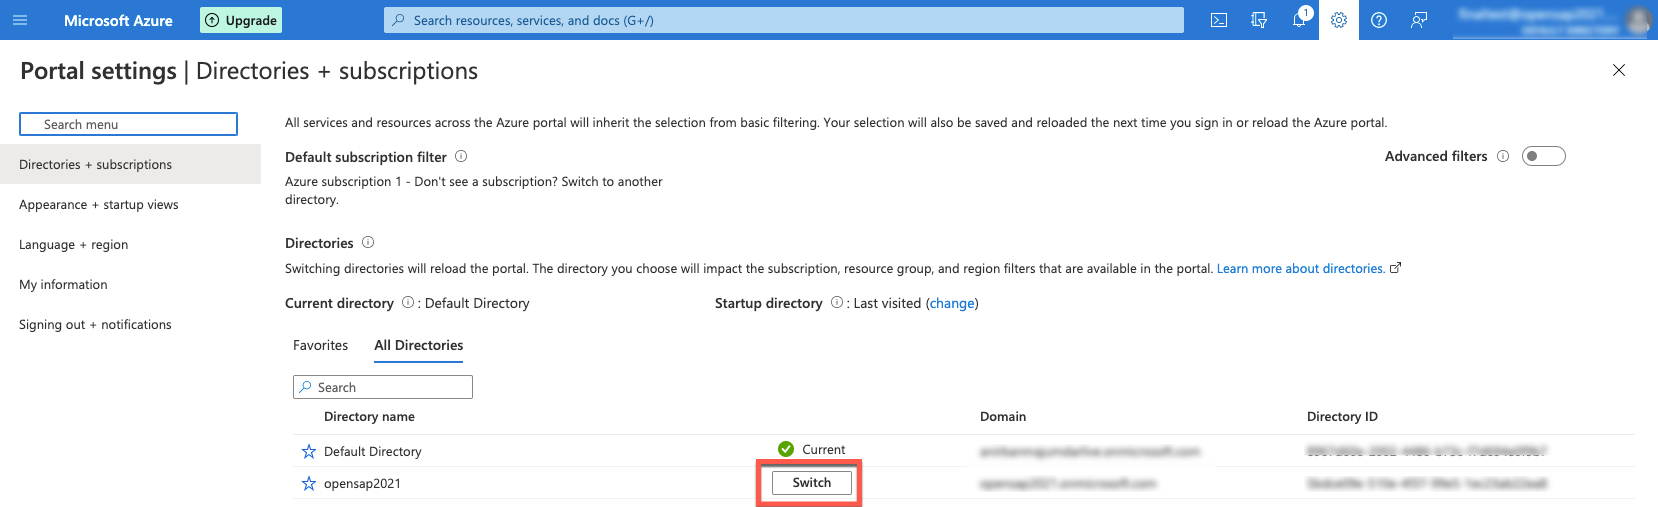 Microsoft Azure
Upgrade
Search resources, services, and docs (G+/)
1
Portal settings | Directories + subscriptions
Search menu
Directories + subscriptions
Appearance + startup views
Language + region
My information
Signing out + notifications
All services and resources across the Azure portal will inherit the selection from basic filtering. Your selection will also be saved and reloaded the next time you sign in or reload the Azure portal.
Default subscription filter
Advanced filters
Azure subscription 1 - Don't see a subscription? Switch to another
directory.
Directories
Switching directories will reload the portal. The directory you choose will impact the subscription, resource group, and region filters that are available in the portal. Learn more about directories.
Current directory : Default Directory
Startup directory : Last visited (change)
Favorites
All Directories
Search
Directory name
Domain
Directory ID
Default Directory
Current
opensap2021
Switch